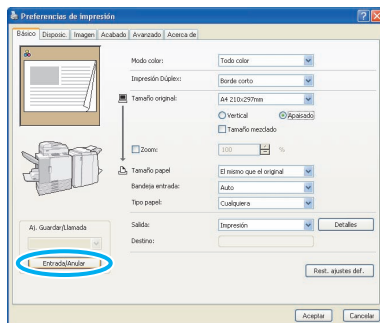 Preferencias de impresión
Básico Disposic. Imagen Acabado Avanzado Acerca de
Modo color: Todo color
Impresión Dúplex: Borde corto
Tamaño original: A4 210x297mm
Vertical Apaisado
Tamaño mezclado
Zoom: 100 %
Tamaño papel El mismo que el original
Bandeja entrada: Auto
Tipo papel: Cualquiera
Aj. Guardar/Llamada
Salida: Impresión Detalles
Destino:
Entrada/Anular
Rest. ajustes def.
Aceptar Cancelar